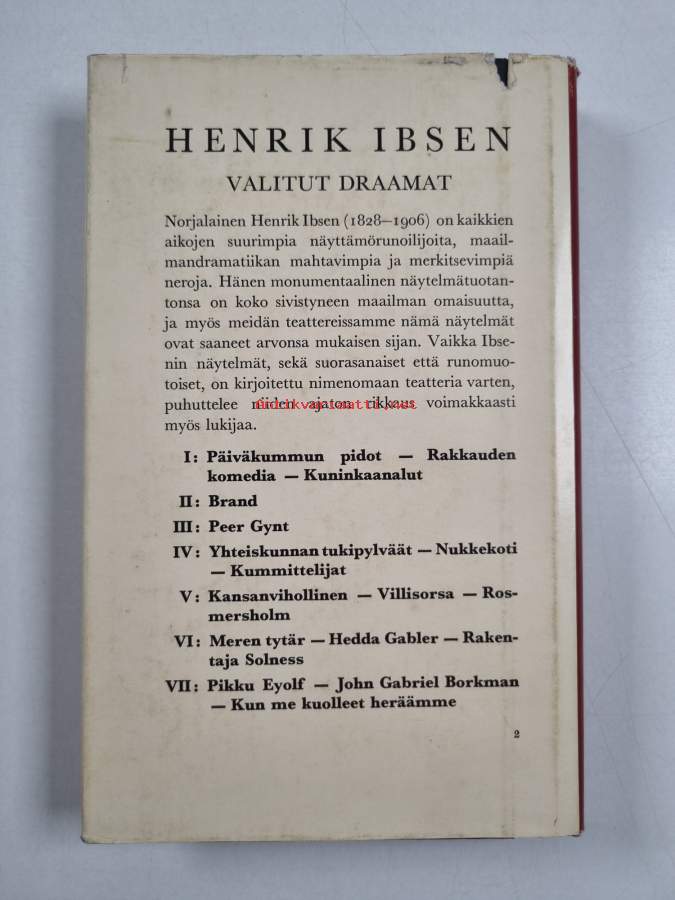 HENRIK IBSEN
VALITUT DRAAMAT
Norjalainen Henrik Ibsen (1828–1906) on kaikkien
aikojen suurimpia näyttämörunoilijoita, maail-
mandramatiikan mahtavimpia ja merkitsevimpiä
neroja. Hänen monumentaalinen näytelmätuotan-
tonsa on koko sivistyneen maailman omaisuutta,
ja myös meidän teattereissamme nämä näytelmät
ovat saaneet arvonsa mukaisen sijan. Vaikka Ibse-
nin näytelmät, sekä suorasanaiset että runomuo-
toiset, on kirjoitettu nimenomaan teatteria varten,
puhuttelee niiden ajaton rikkaus voimakkaasti
myös lukijaa.
I: Päiväkummun pidot — Rakkauden
komedia — Kuninkaanalut
II: Brand
III: Peer Gynt
IV: Yhteiskunnan tukipylväät — Nukkekoti
— Kummittelijat
V: Kansanvihollinen — Villisorsa — Ros-
mersholm
VI: Meren tytär — Hedda Gabler — Raken-
taja Solness
VII: Pikku Eyolf — John Gabriel Borkman
— Kun me kuolleet heräämme
2